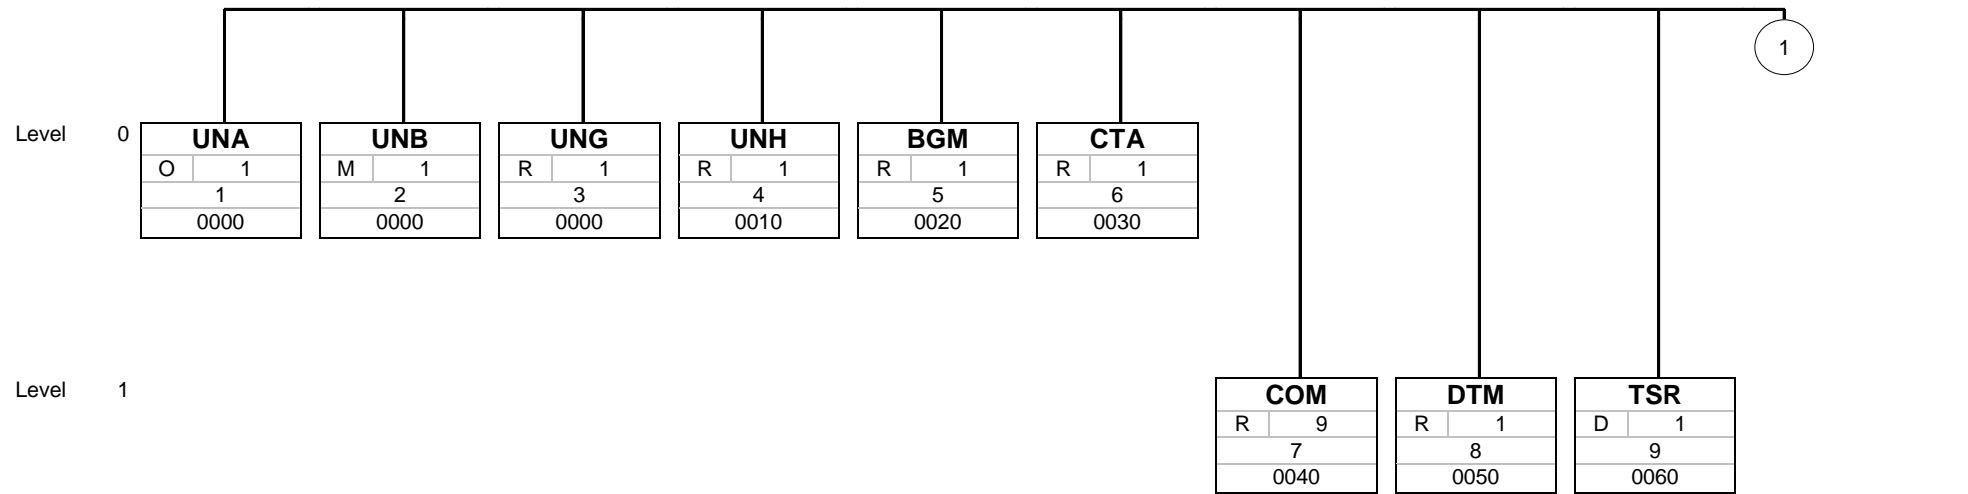 1
Level 0
UNA UNB UNG UNH BGM CTA
O 1 M 1 R 1 R 1 R 1 R 1
1 2 3 4 5 6
0000 0000 0000 0010 0020 0030
Level 1
COM DTM TSR
R 9 R 1 D 1
7 8 9
0040 0050 0060